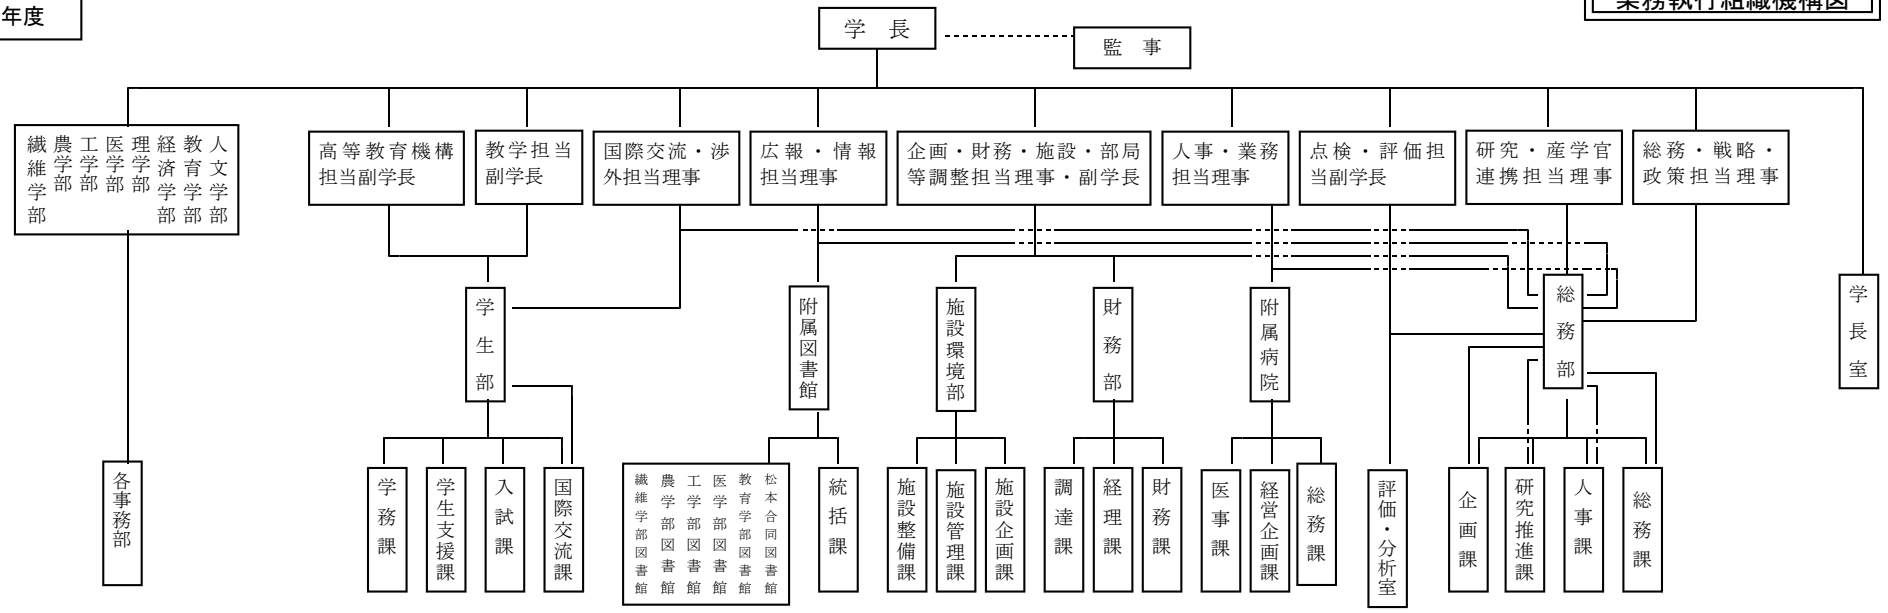 年度
業務執行組織機構図
学 長
監 事
人文学部
教育学部
経済学部
理学部
医学部
工学部
農学部
繊維学部
高等教育機構
担当副学長
教学担当
副学長
国際交流・渉
外担当理事
広報・情報
担当理事
企画・財務・施設・部局
等調整担当理事・副学長
人事・業務
担当理事
点検・評価担
当副学長
研究・産学官
連携担当理事
総務・戦略・
政策担当理事
学生部
附属図書館
施設環境部
財務部
附属病院
総務部
学長室
各事務部
学務課
学生支援課
入試課
国際交流課
松本合同図書館
教育学部図書館
医学部図書館
工学部図書館
農学部図書館
繊維学部図書館
統括課
施設整備課
施設管理課
施設企画課
調達課
経理課
財務課
医事課
経営企画課
総務課
評価・分析室
企画課
研究推進課
人事課
総務課